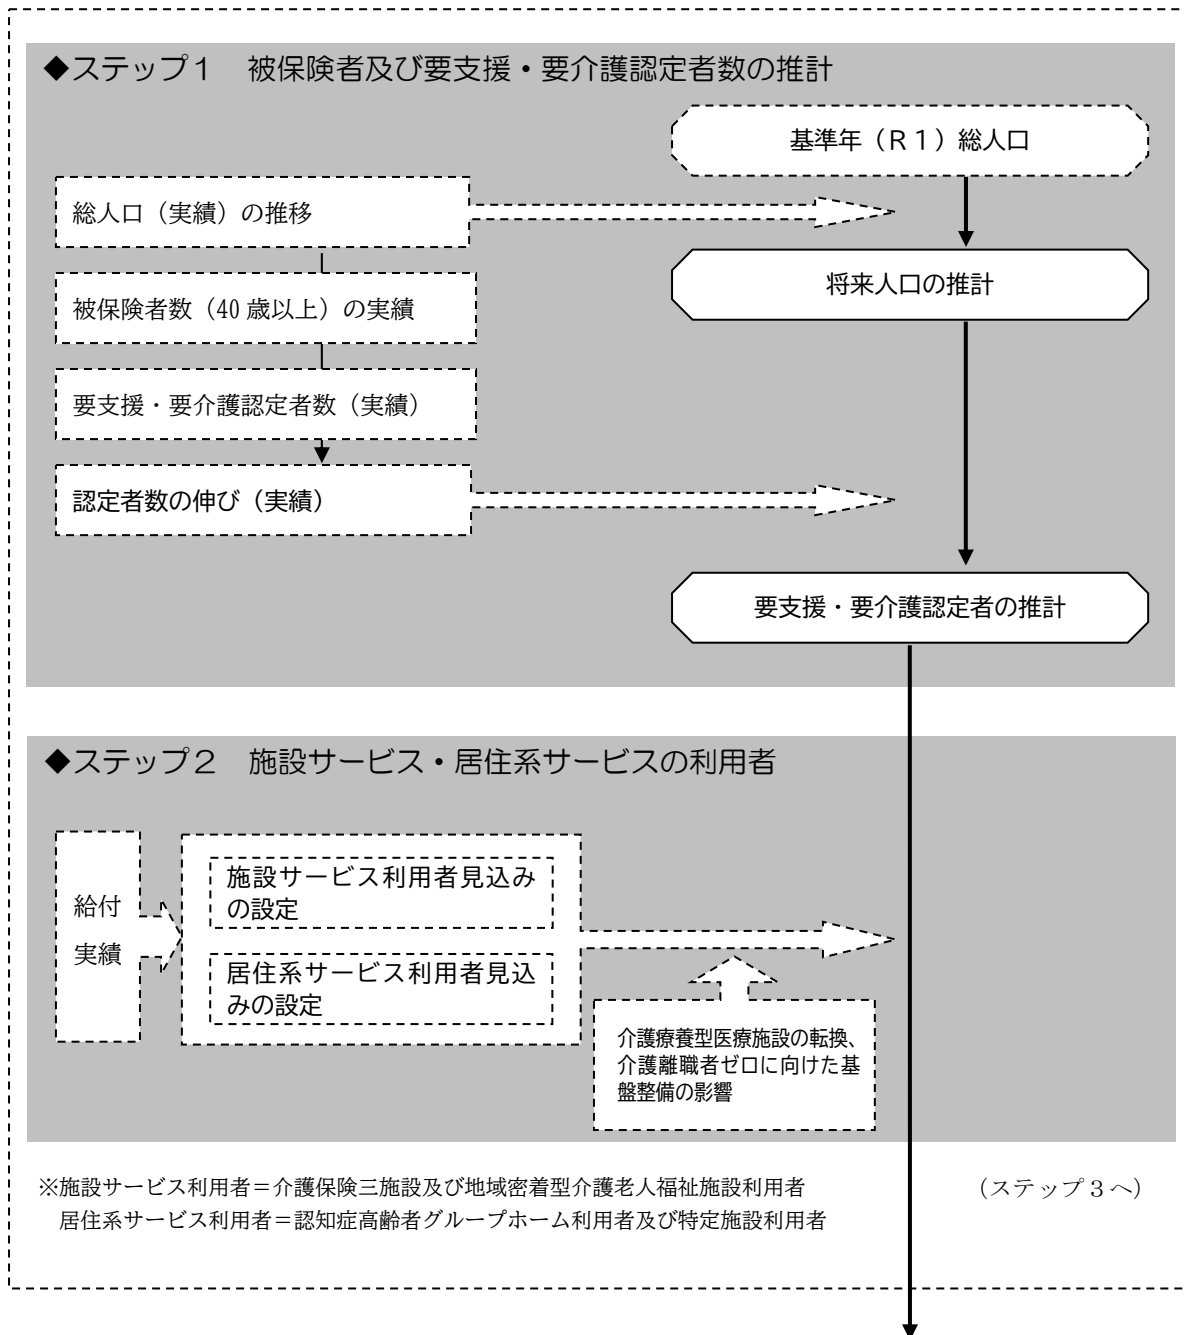 ◆ステップ１　被保険者及び要支援・要介護認定者数の推計
基準年（Ｒ１）総人口
総人口（実績）の推移
将来人口の推計
被保険者数（40 歳以上）の実績
要支援・要介護認定者数（実績）
認定者数の伸び（実績）
要支援・要介護認定者の推計
◆ステップ２　施設サービス・居住系サービスの利用者
給付
実績
施設サービス利用者見込み
の設定
居住系サービス利用者見込
みの設定
介護療養型医療施設の転換、
介護離職者ゼロに向けた基
盤整備の影響
※施設サービス利用者＝介護保険三施設及び地域密着型介護老人福祉施設利用者
居住系サービス利用者＝認知症高齢者グループホーム利用者及び特定施設利用者
（ステップ３へ）